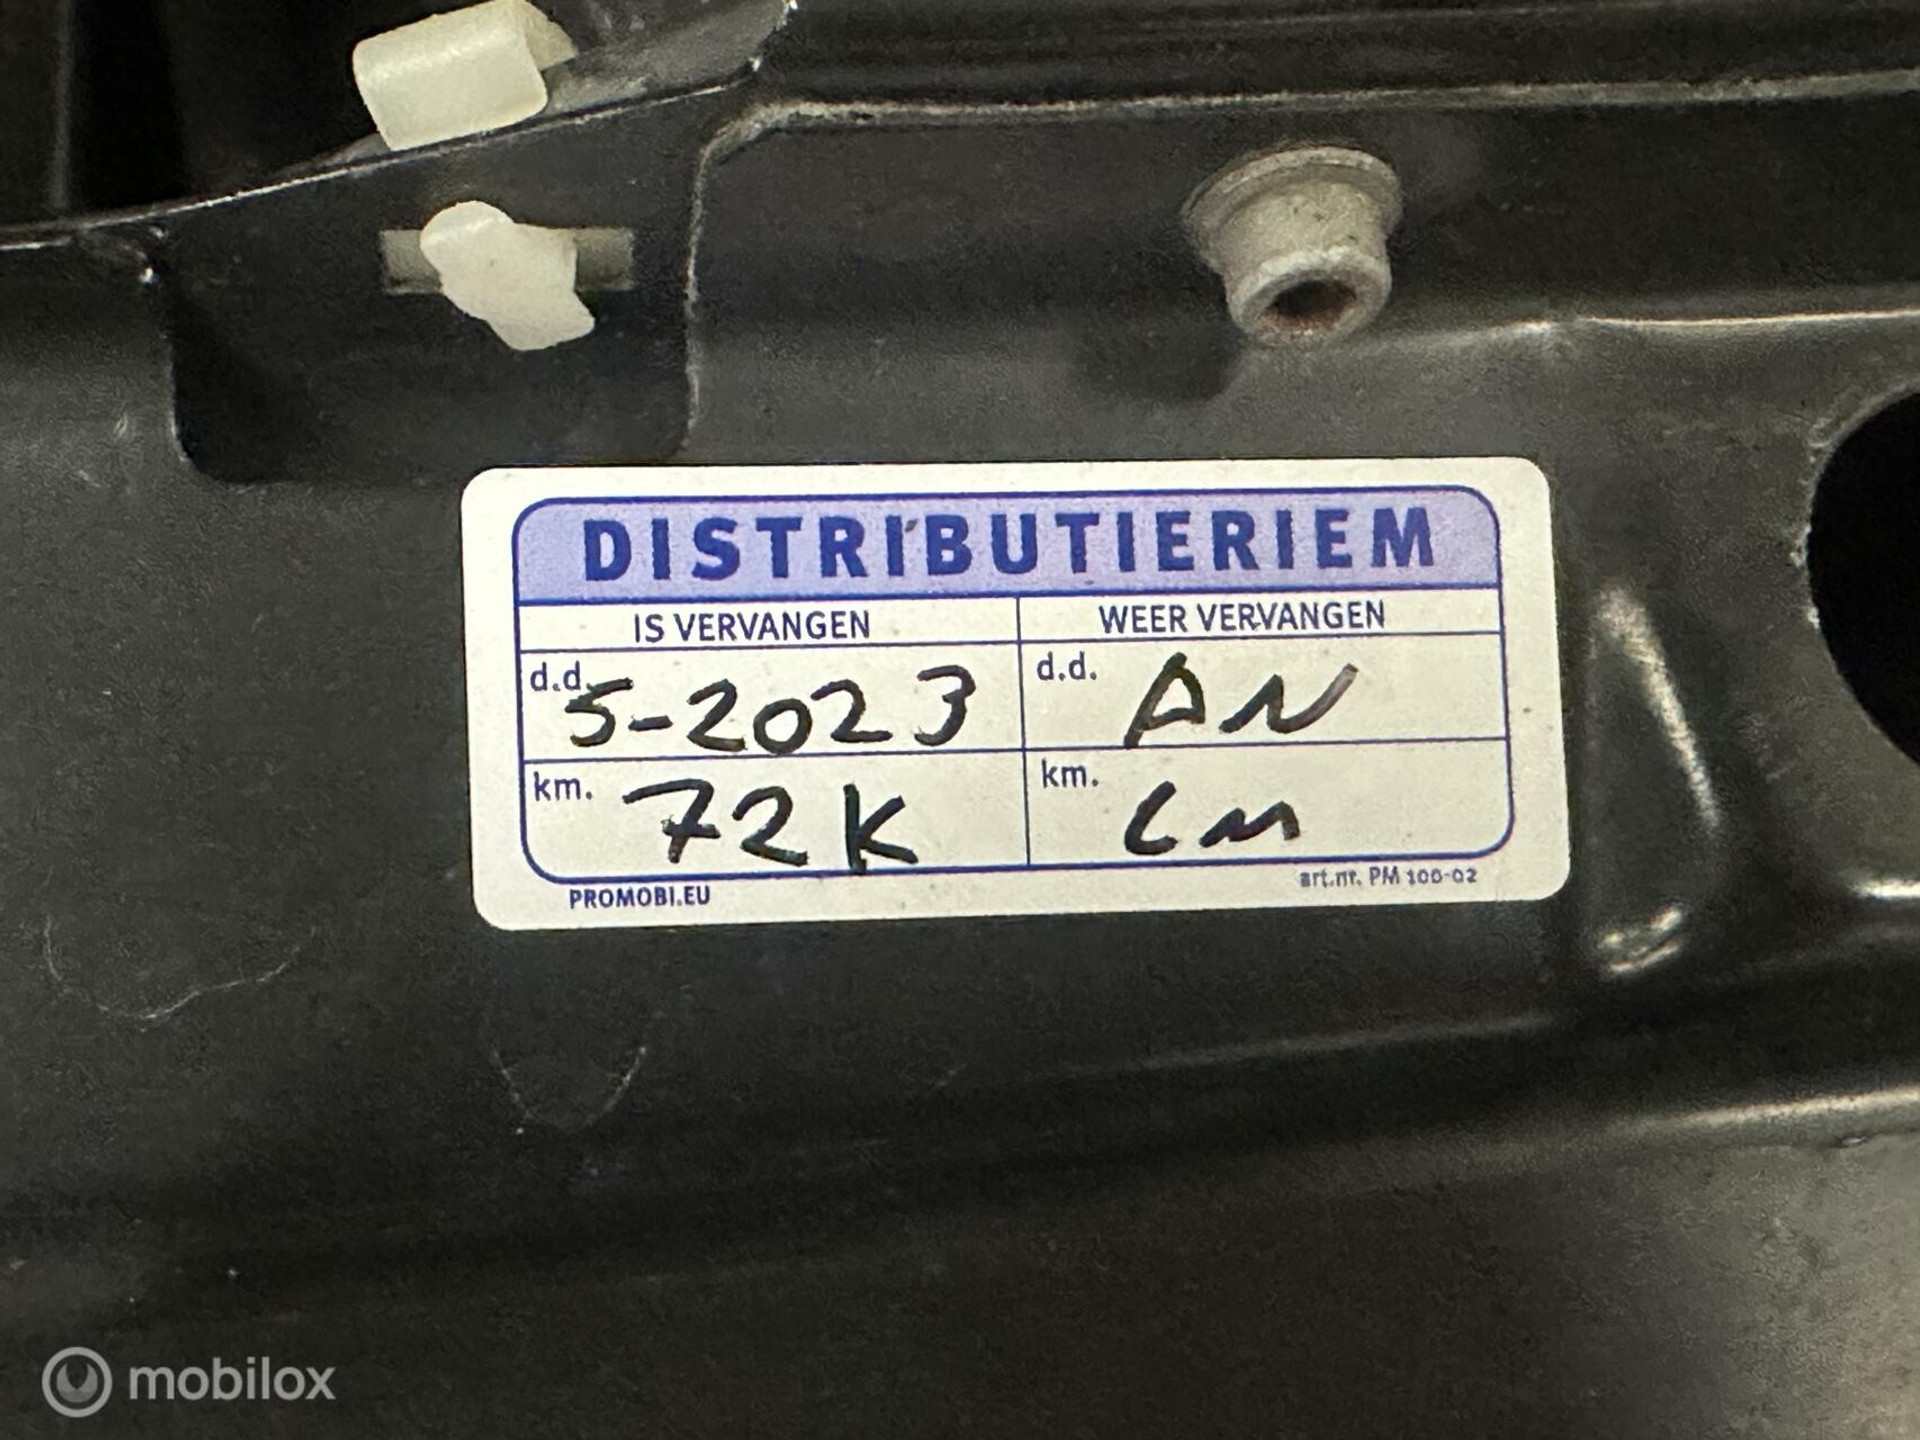 DISTRIBUTIERIEM
IS VERVANGEN WEER VERVANGEN
d.d. 5-2023 d.d. AN
km. 72K km. CM
PROMOBI.EU art.nr. PM 100-02
mobilox